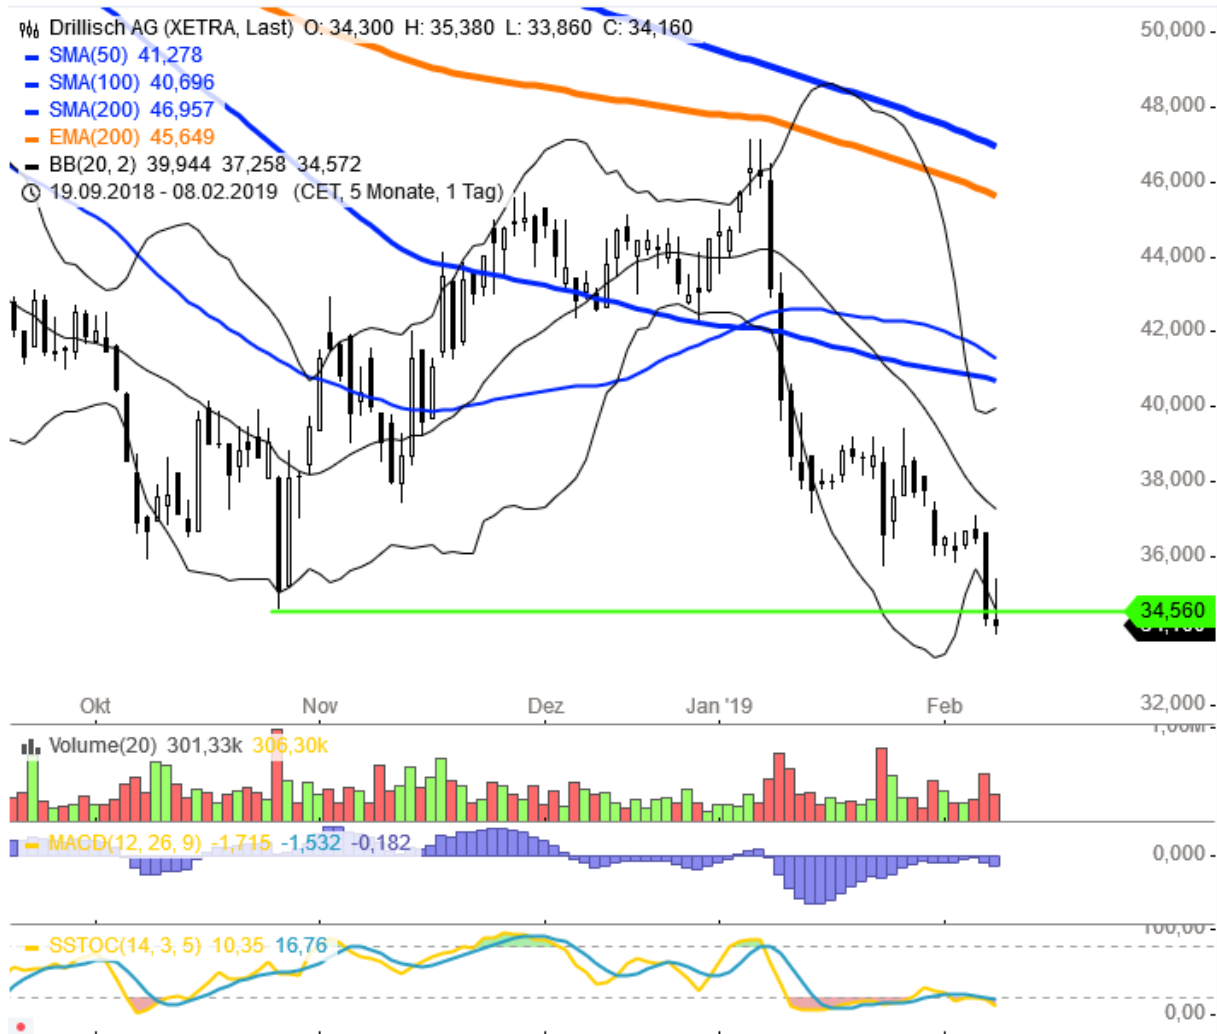 Drillisch AG (XETRA, Last) O: 34,300 H: 35,380 L: 33,860 C: 34,160
SMA(50) 41,278
SMA(100) 40,696
SMA(200) 46,957
EMA(200) 45,649
BB(20, 2) 39,944 37,258 34,572
19.09.2018 - 08.02.2019 (CET, 5 Monate, 1 Tag)
50,000
48,000
46,000
44,000
42,000
40,000
38,000
36,000
34,560
32,000
Okt Nov Dez Jan '19 Feb
Volume(20) 301,33k 306,30k
1,00M
MACD(12, 26, 9) -1,715 -1,532 -0,182
0,000
SSTOC(14, 3, 5) 10,35 16,76
100,00
0,00